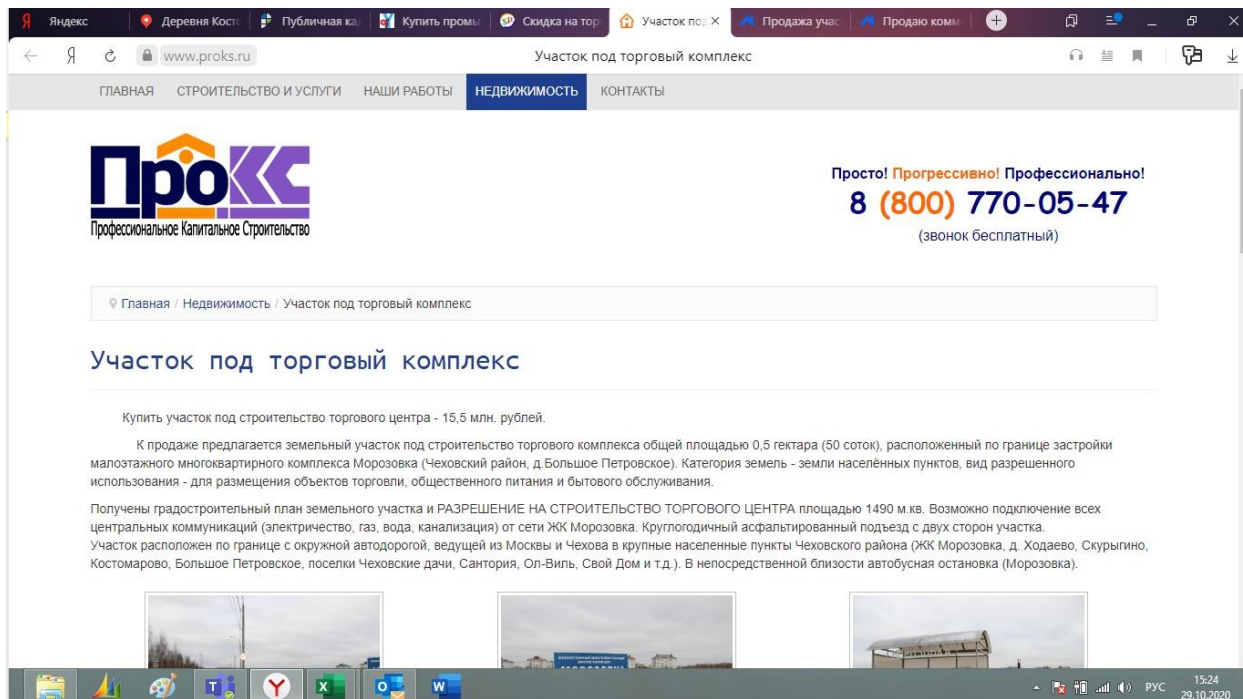 Яндекс
Деревня Косто
Публичная ка
Купить промы
Скидка на тор
Участок под
Продажа учас
Продаю комм
www.proks.ru
Участок под торговый комплекс
ГЛАВНАЯ СТРОИТЕЛЬСТВО И УСЛУГИ НАШИ РАБОТЫ НЕДВИЖИМОСТЬ КОНТАКТЫ
ПроКС
Профессиональное Капитальное Строительство
Просто! Прогрессивно! Профессионально!
8 (800) 770-05-47
(звонок бесплатный)
Главная / Недвижимость / Участок под торговый комплекс
Участок под торговый комплекс
Купить участок под строительство торгового центра - 15,5 млн. рублей.
К продаже предлагается земельный участок под строительство торгового комплекса общей площадью 0,5 гектара (50 соток), расположенный по границе застройки
малоэтажного многоквартирного комплекса Морозовка (Чеховский район, д.Большое Петровское). Категория земель - земли населённых пунктов, вид разрешенного
использования - для размещения объектов торговли, общественного питания и бытового обслуживания.
Получены градостроительный план земельного участка и РАЗРЕШЕНИЕ НА СТРОИТЕЛЬСТВО ТОРГОВОГО ЦЕНТРА площадью 1490 м.кв. Возможно подключение всех
центральных коммуникаций (электричество, газ, вода, канализация) от сети ЖК Морозовка. Круглогодичный асфальтированный подъезд с двух сторон участка.
Участок расположен по границе с окружной автодорогой, ведущей из Москвы и Чехова в крупные населенные пункты Чеховского района (ЖК Морозовка, д. Ходаево, Скурыгино,
Костомарово, Большое Петровское, поселки Чеховские дачи, Сантория, Ол-Виль, Свой Дом и т.д.). В непосредственной близости автобусная остановка (Морозовка).
МОРОЗОВКА
РУС
15:24
29.10.2020